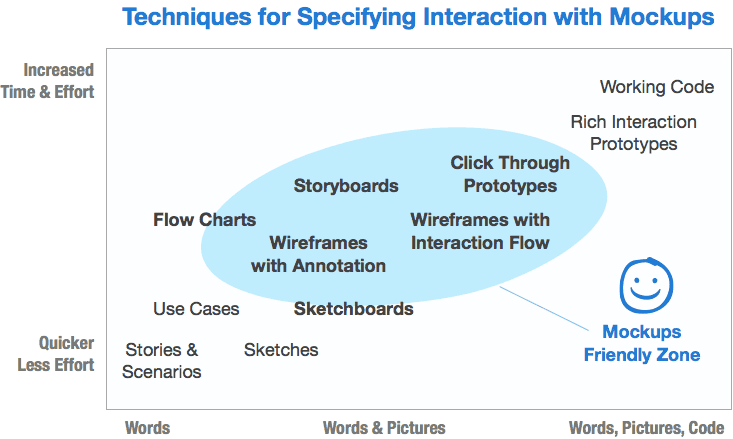 Techniques for Specifying Interaction with Mockups
Increased
Time & Effort
Working Code
Rich Interaction
Prototypes
Click Through
Prototypes
Storyboards
Flow Charts
Wireframes with
Interaction Flow
Wireframes
with Annotation
Use Cases
Sketchboards
Mockups
Friendly Zone
Quicker
Less Effort
Stories &
Scenarios
Sketches
Words
Words & Pictures
Words, Pictures, Code